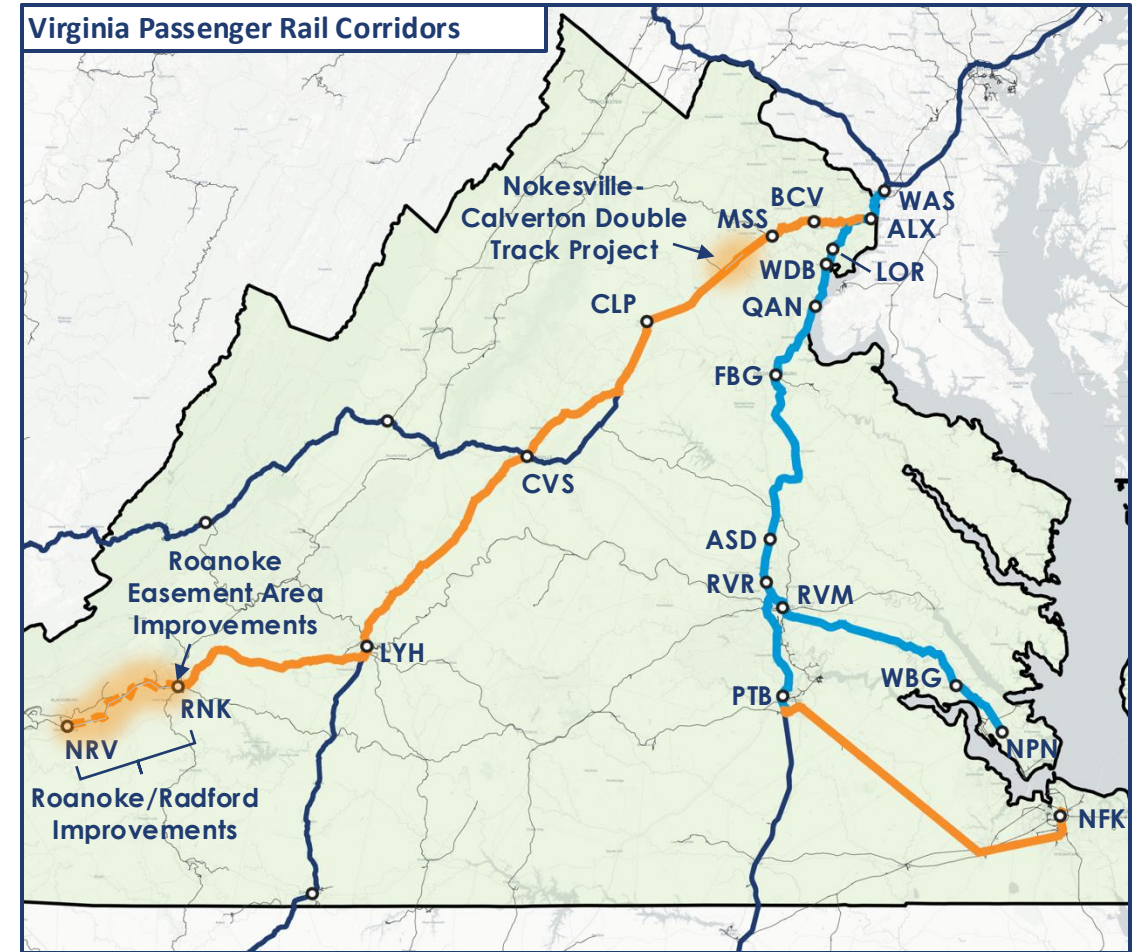 Virginia Passenger Rail Corridors
Nokesville-
Calverton Double
Track Project
BCV
MSS
WAS
ALX
WDB
LOR
QAN
CLP
FBG
CVS
ASD
RVR
RVM
Roanoke
Easement Area
Improvements
LYH
WBG
PTB
RNK
NRV
NPN
Roanoke/Radford
Improvements
NFK